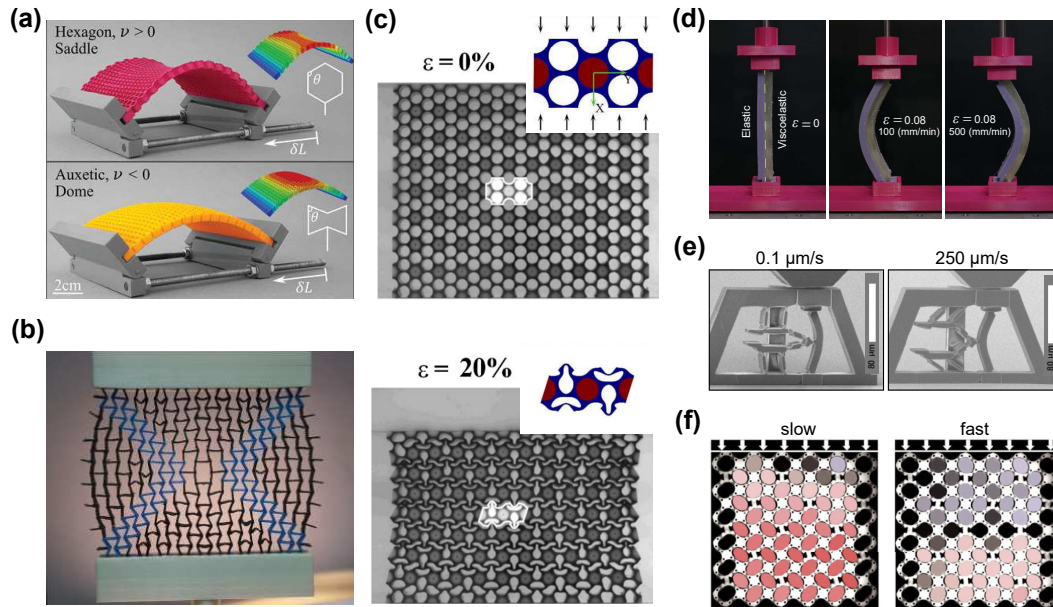 (a)
Hexagon, ν > 0
Saddle
θ
δL
Auxetic, ν < 0
Dome
θ
2cm
δL
(b)
(c)
ε = 0%
Y
X
ε = 20%
(d)
Elastic
Viscoelastic
ε = 0
ε = 0.08
100 (mm/min)
ε = 0.08
500 (mm/min)
(e)
0.1 µm/s
250 µm/s
80 µm
80 µm
(f)
slow
fast